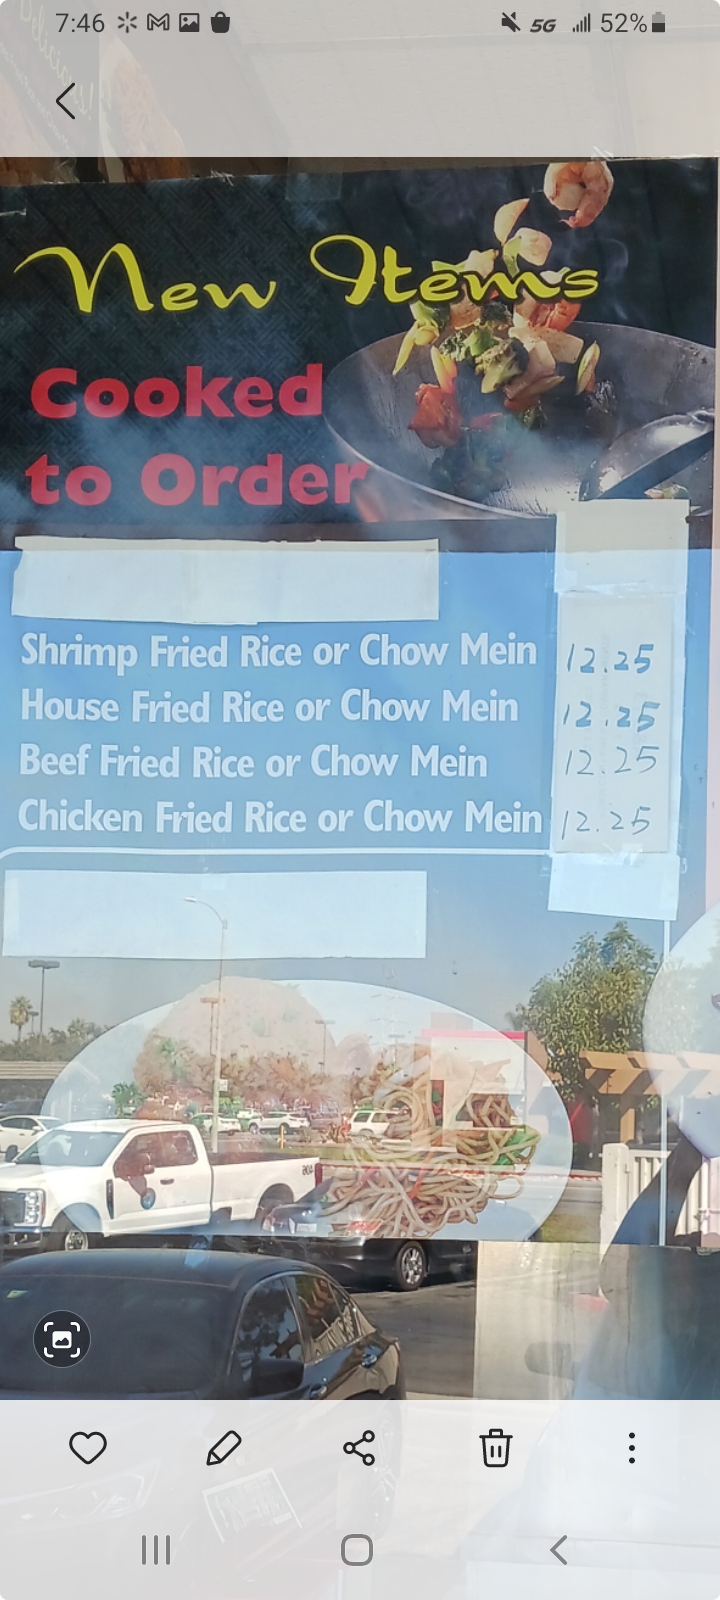 7:46
5G
52%
Delicious!
New Items
Cooked
to Order
Shrimp Fried Rice or Chow Mein 12.25
House Fried Rice or Chow Mein 12.25
Beef Fried Rice or Chow Mein 12.25
Chicken Fried Rice or Chow Mein 12.25